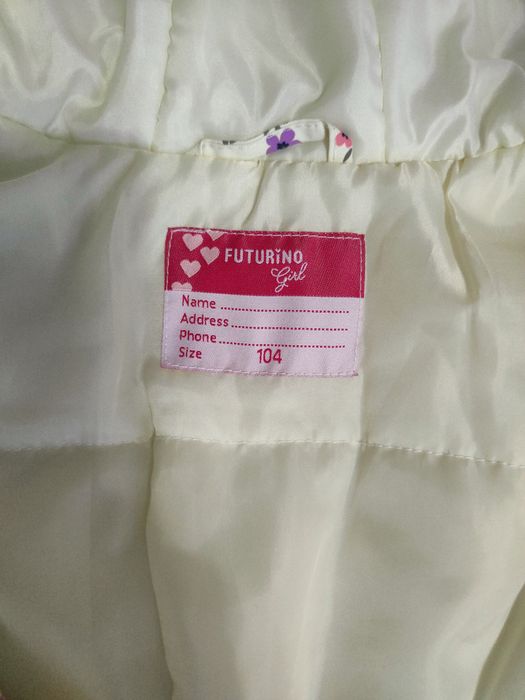 FUTURINO
Girl
Name
Address
Phone
Size 104